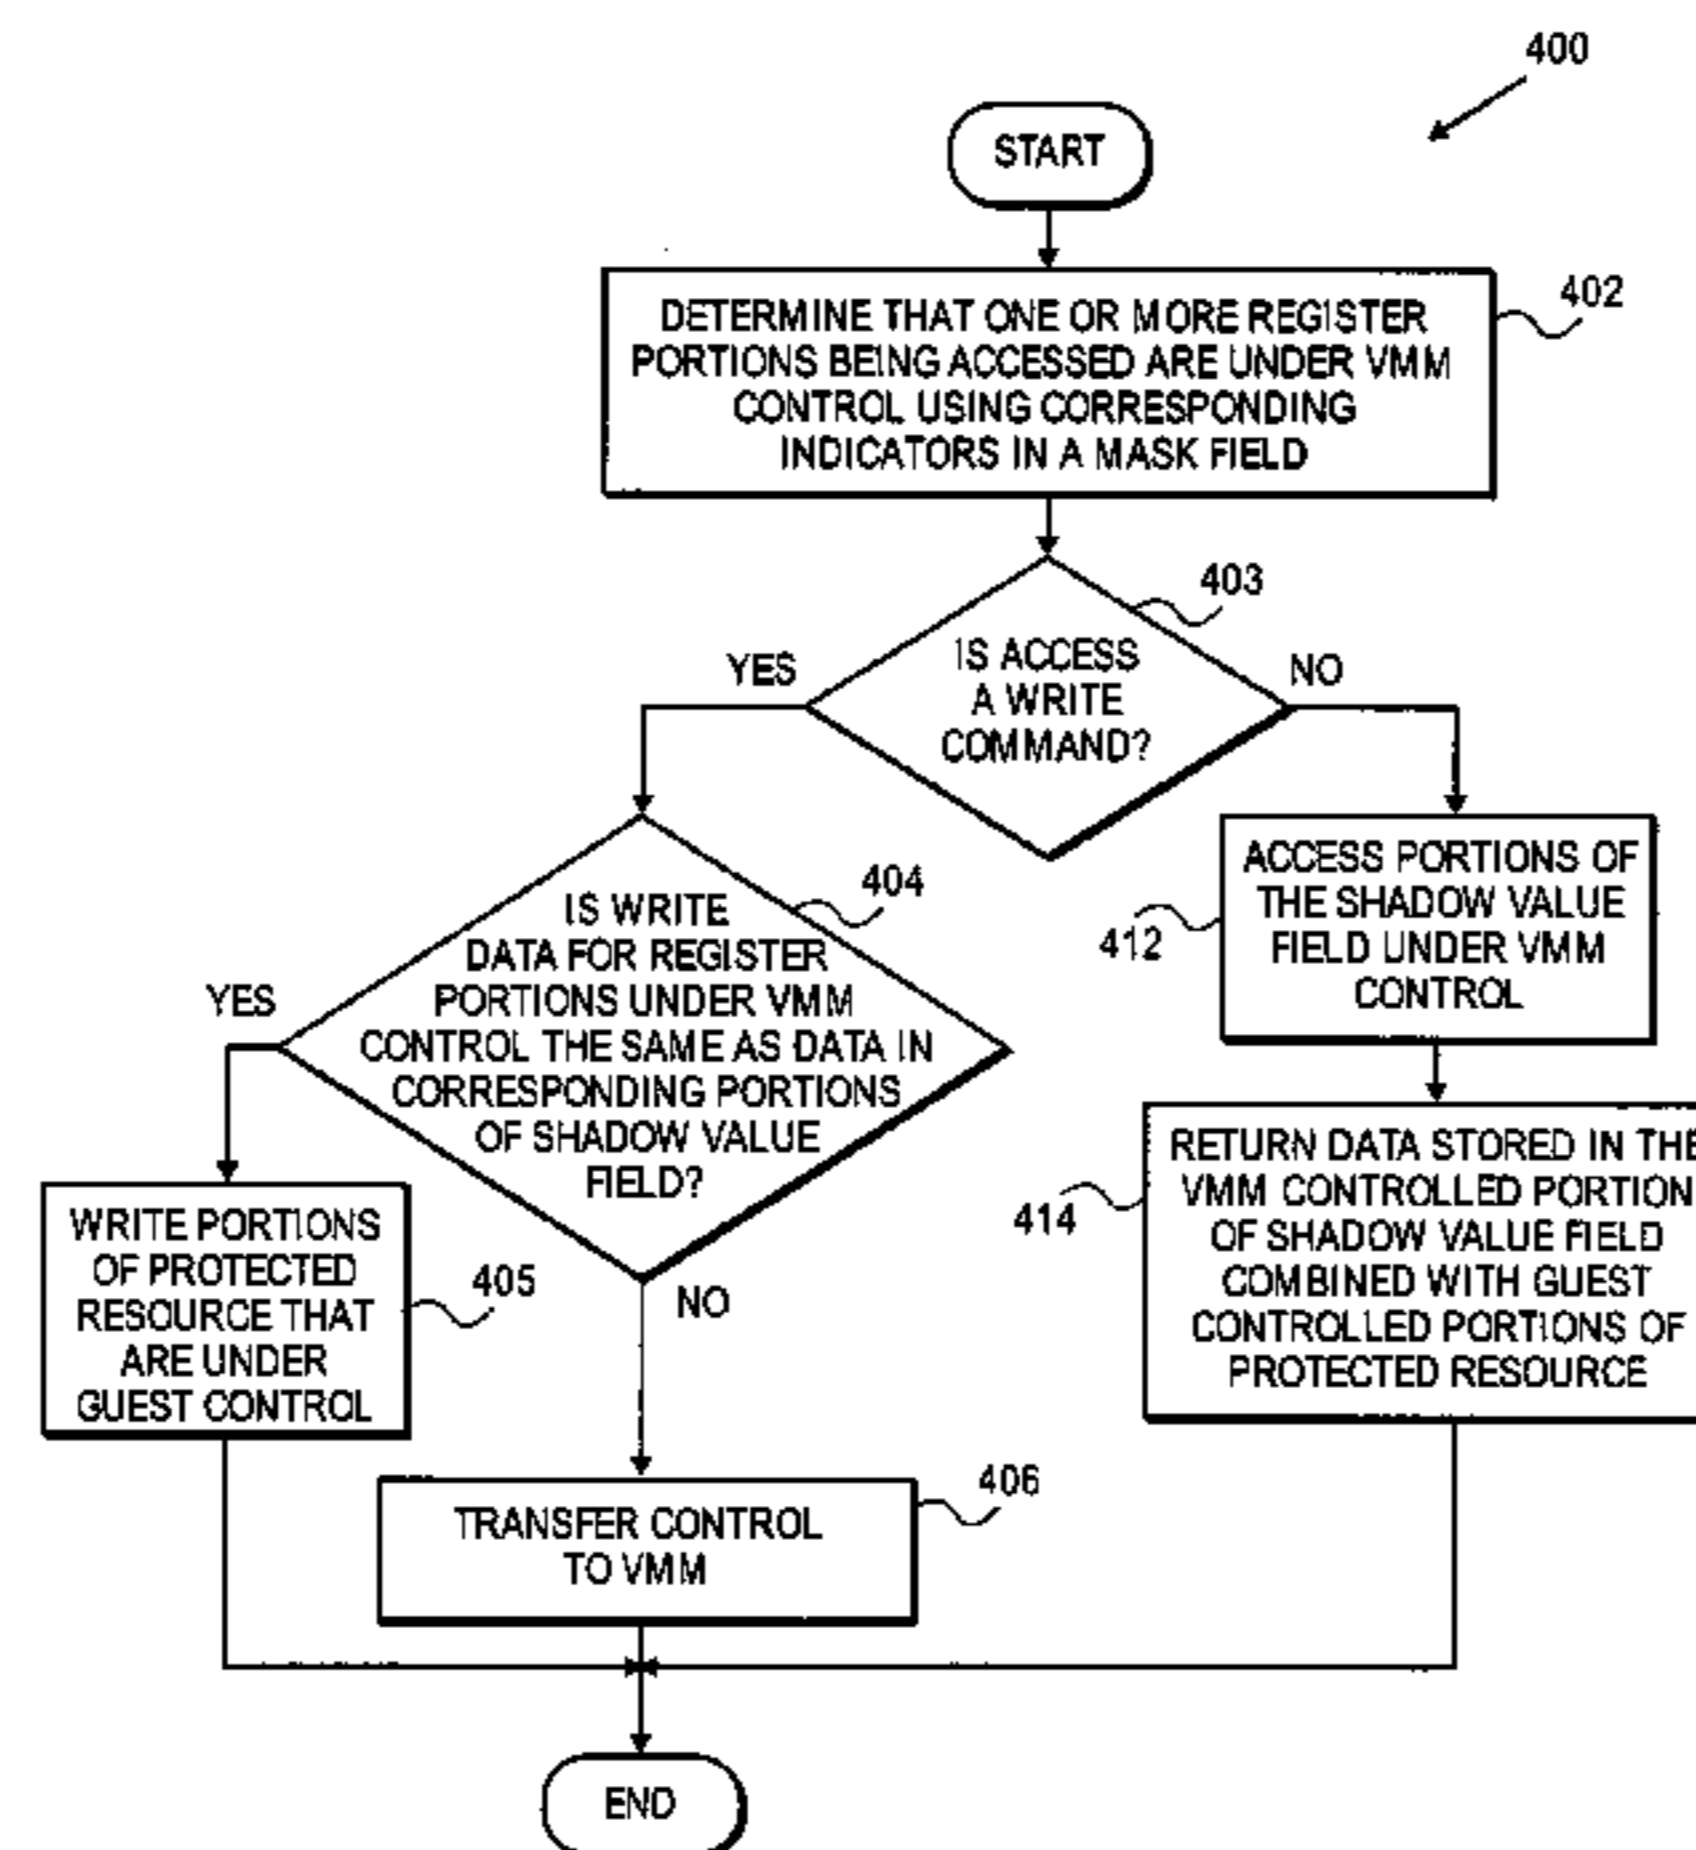 400
START
DETERMINE THAT ONE OR MORE REGISTER
PORTIONS BEING ACCESSED ARE UNDER VMM
CONTROL USING CORRESPONDING
INDICATORS IN A MASK FIELD
402
403
IS ACCESS
A WRITE
COMMAND?
YES
NO
404
IS WRITE
DATA FOR REGISTER
PORTIONS UNDER VMM
CONTROL THE SAME AS DATA IN
CORRESPONDING PORTIONS
OF SHADOW VALUE
FIELD?
YES
NO
ACCESS PORTIONS OF
THE SHADOW VALUE
FIELD UNDER VMM
CONTROL
412
RETURN DATA STORED IN THE
VMM CONTROLLED PORTION
OF SHADOW VALUE FIELD
COMBINED WITH GUEST
CONTROLLED PORTIONS OF
PROTECTED RESOURCE
414
WRITE PORTIONS
OF PROTECTED
RESOURCE THAT
ARE UNDER
GUEST CONTROL
405
TRANSFER CONTROL
TO VMM
406
END